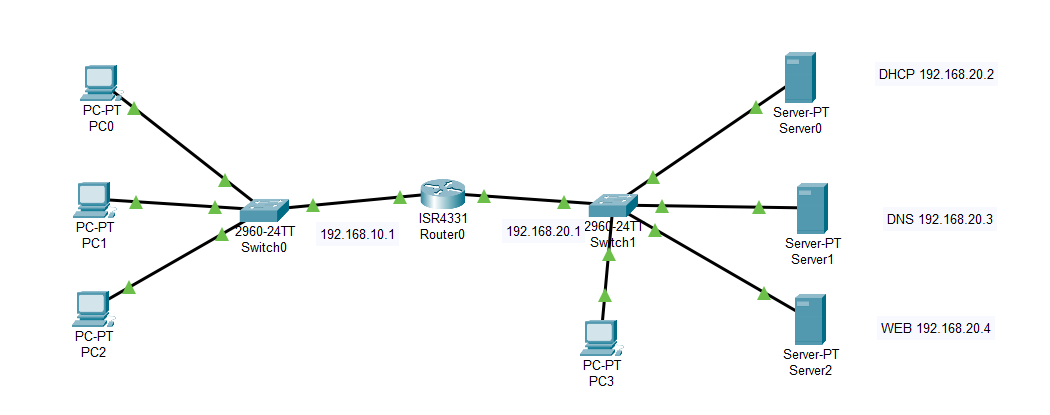 PC-PT
PC0
PC-PT
PC1
PC-PT
PC2
2960-24TT
Switch0
192.168.10.1
ISR4331
Router0
192.168.20.1
2960-24TT
Switch1
PC-PT
PC3
Server-PT
Server0
DHCP 192.168.20.2
Server-PT
Server1
DNS 192.168.20.3
Server-PT
Server2
WEB 192.168.20.4